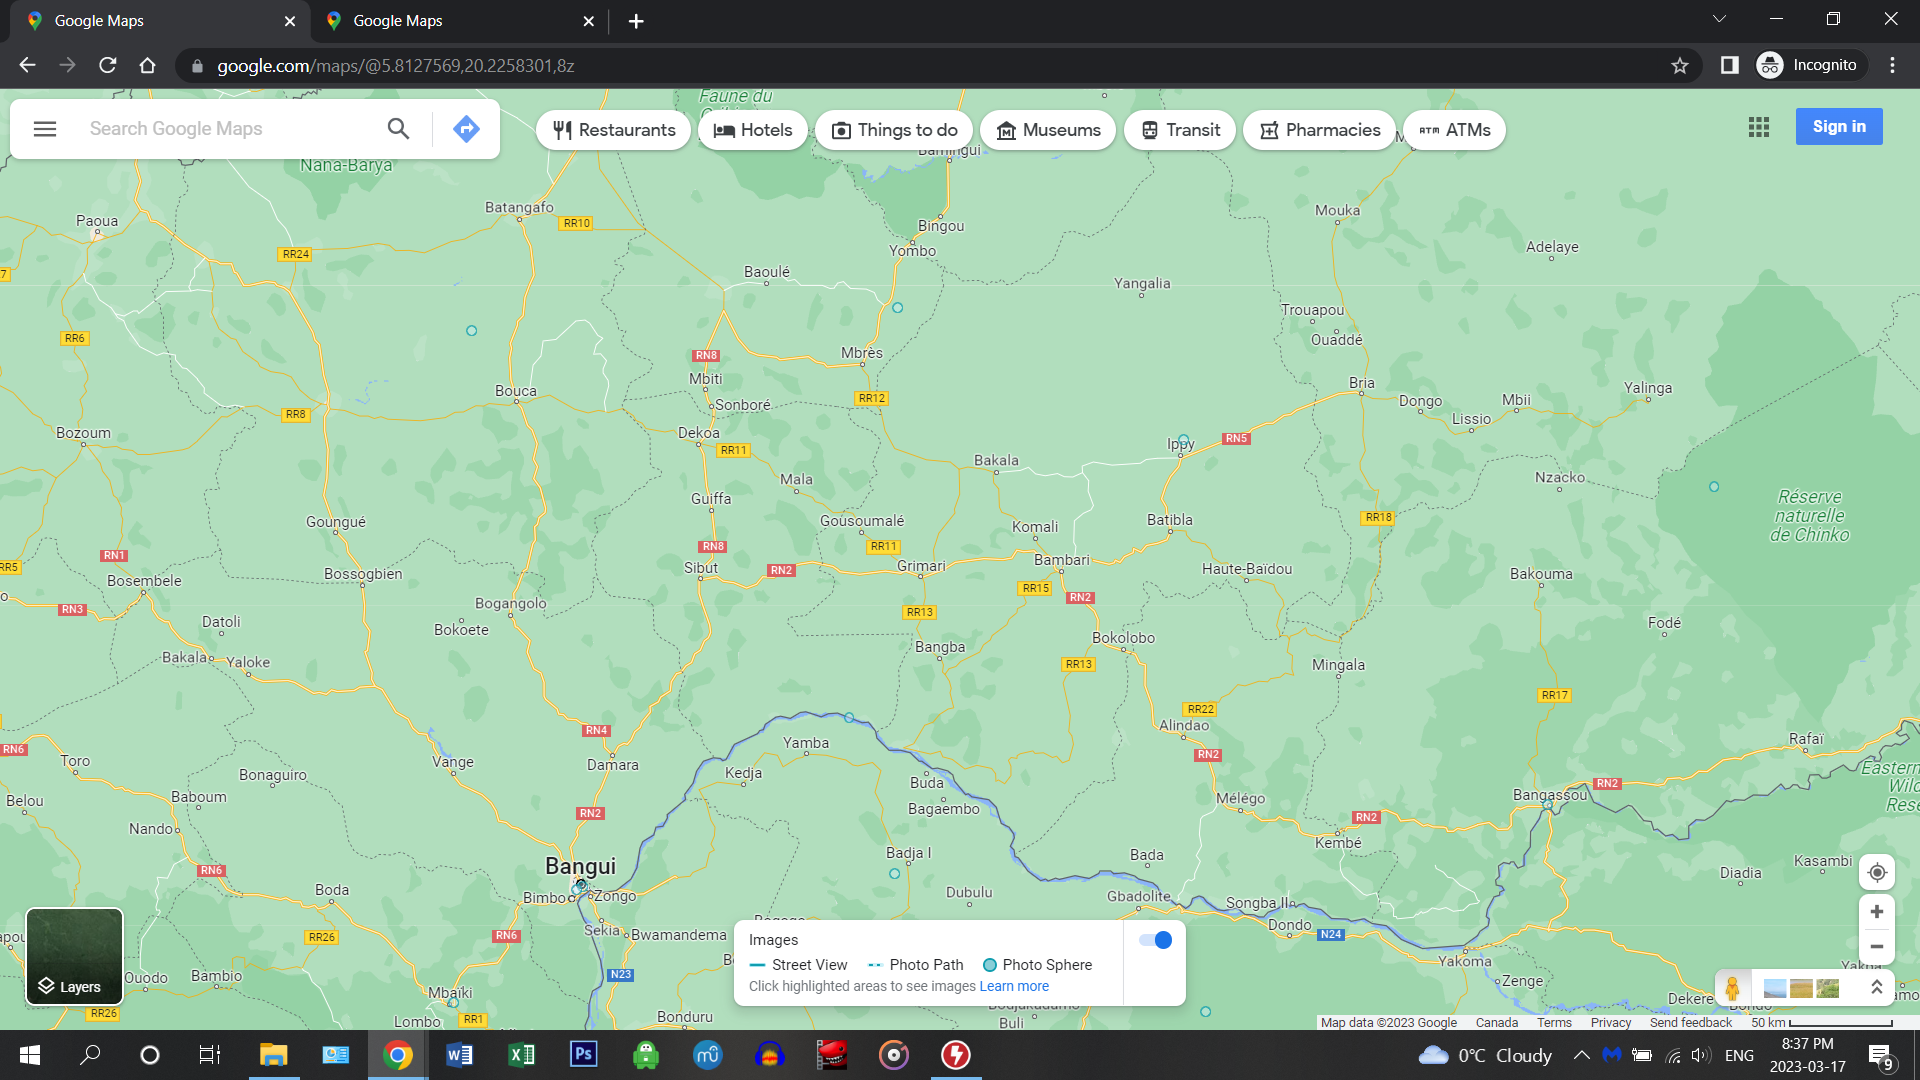 Google Maps
Google Maps
google.com/maps/@5.8127569,20.2258301,8z
Incognito
Search Google Maps
Restaurants
Hotels
Things to do
Museums
Transit
Pharmacies
ATMs
Sign in
Faune du
Nana-Barya
Bamingui
Paoua
Batangafo
RR10
Bingou
Mouka
RR24
Yombo
Adelaye
Baoulé
Yangalia
Trouapou
RR6
Ouaddé
RN8
Mbrès
Mbiti
Bria
Bouca
Yalinga
RR12
Dongo
Mbii
Sonboré
RR8
Lissio
Bozoum
Dekoa
RN5
Ippy
RR11
Bakala
Mala
Nzacko
Guiffa
Réserve
naturelle
de Chinko
Goungué
Gousoumalé
Komali
Batibla
RR18
RN1
RN8
RR11
RR5
Bossogbien
Sibut
RN2
Grimari
Bambari
Haute-Baïdou
Bosembele
Bakouma
RN3
RR15
RN2
Bogangolo
RR13
Datoli
Bokoete
Fodé
Bokolobo
Bakala
Yaloke
Bangba
RR13
Mingala
RR17
RR22
RN4
Alindao
RN6
Toro
Vange
Damara
Yamba
RN2
Rafaï
Bonaguiro
Kedja
Buda
RN2
Eastern
Belou
Baboum
Bagaembo
Mélégo
Bangassou
Nando
RN2
RN2
Kembé
Bangui
Badja I
Bada
Kasambi
RN6
Diadia
Boda
Bimbo
Zongo
Dubulu
Gbadolite
Songba II
Sekia
Bwamandema
Dondo
N24
RR26
RN6
Yakoma
Ouodo
Bambio
N23
Zenge
Mbaïki
Dekere
RR26
Lombo
RR1
Bonduru
Buli
Layers
Images
Street View
Photo Path
Photo Sphere
Click highlighted areas to see images Learn more
Map data ©2023 Google
Canada
Terms
Privacy
Send feedback
50 km
0°C Cloudy
ENG
8:37 PM
2023-03-17
9